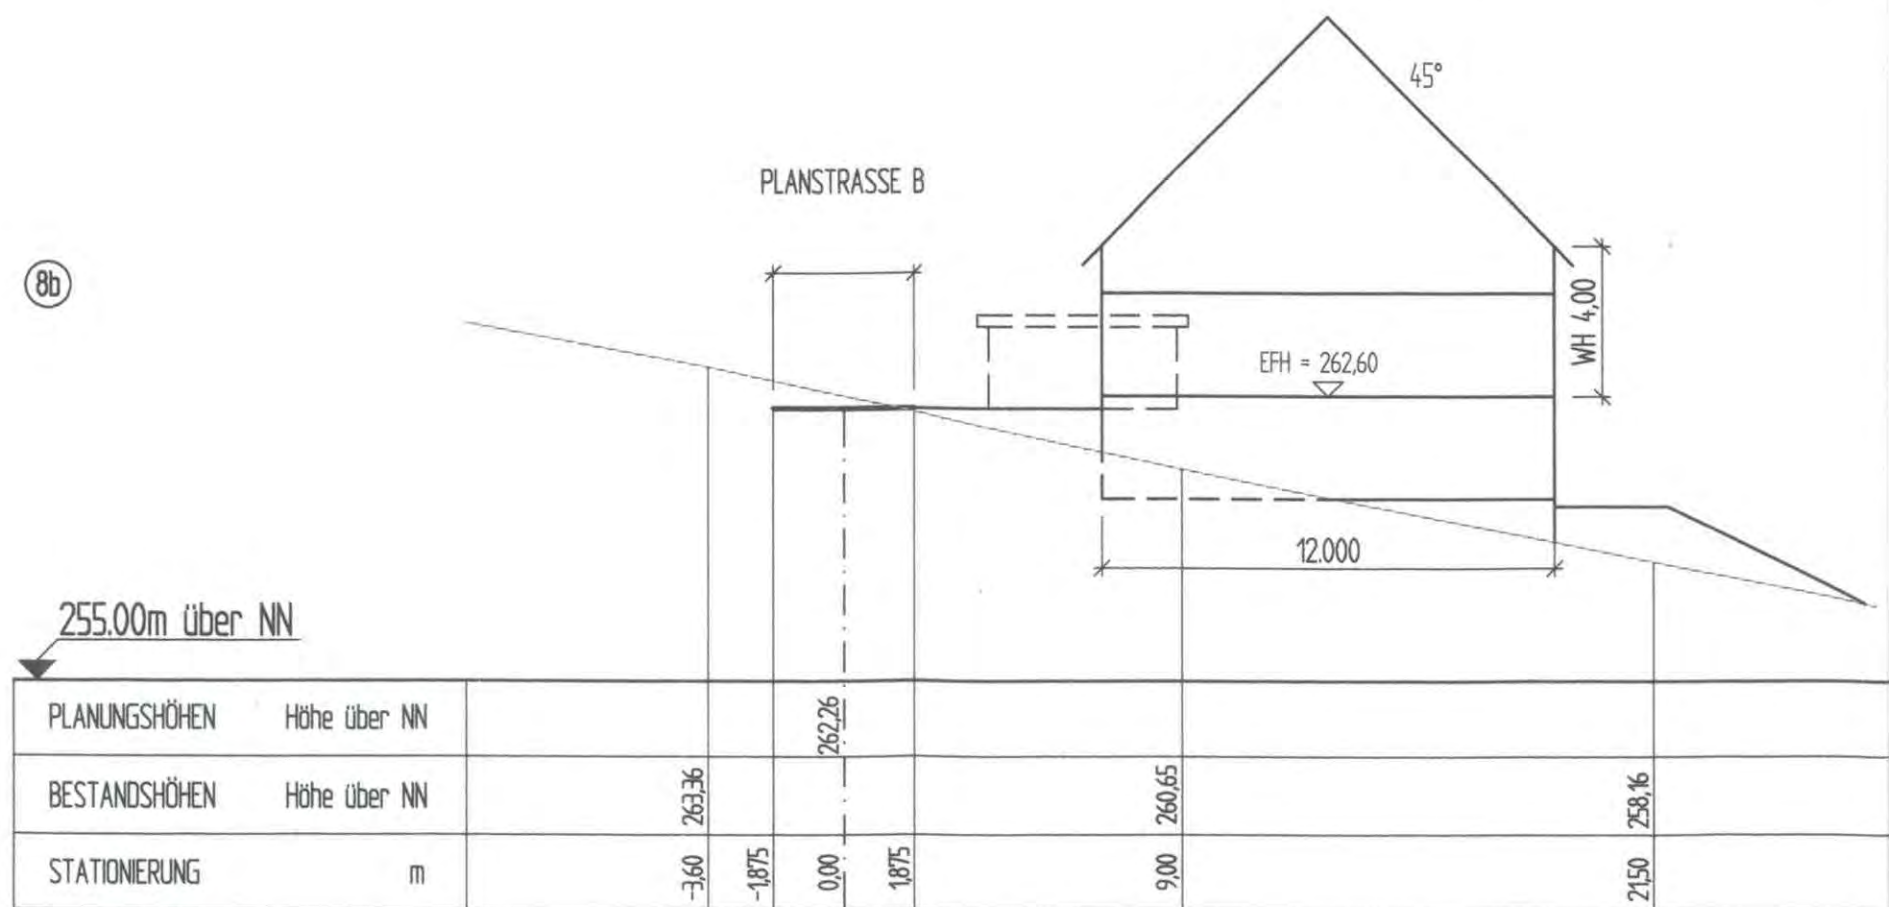 45°
PLANSTRASSE B
8b
WH 4,00
EFH = 262,60
12.000
255.00m über NN
PLANUNGSHÖHEN Höhe über NN 262,26
BESTANDSHÖHEN Höhe über NN 263,36 260,65 258,16
STATIONIERUNG m -3,60 -1,875 0,00 1,875 9,00 21,50